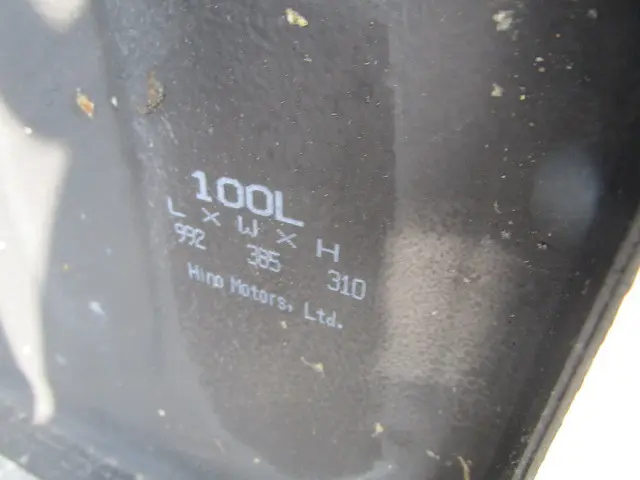 100L
L × W × H
992 385 310
Hino Motors, Ltd.